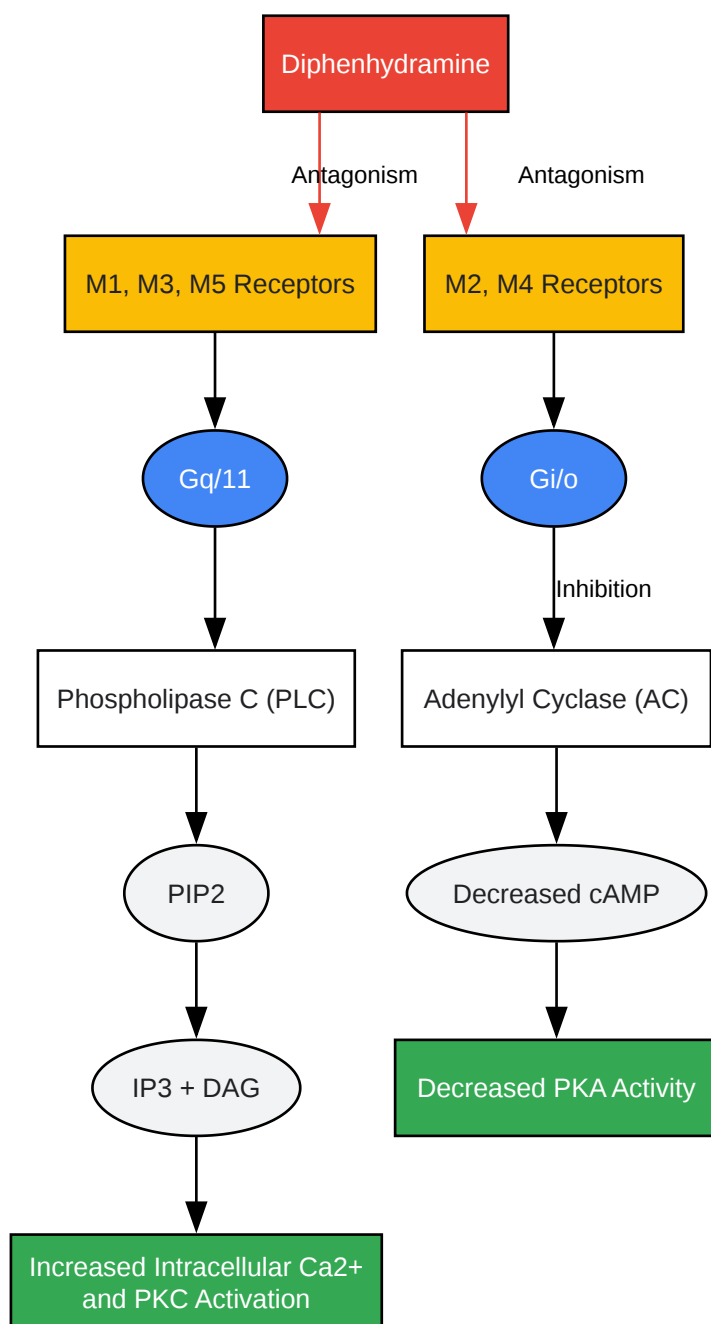 Diphenhydramine
Antagonism
Antagonism
M1, M3, M5 Receptors
M2, M4 Receptors
Gq/11
Gi/o
Inhibition
Phospholipase C (PLC)
Adenylyl Cyclase (AC)
PIP2
Decreased cAMP
IP3 + DAG
Decreased PKA Activity
Increased Intracellular Ca2+
and PKC Activation